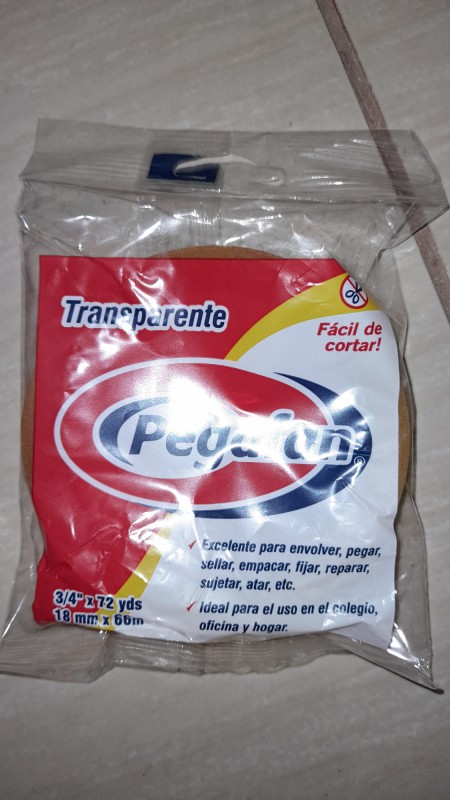 Transparente
Fácil de
cortar!
Pegafan
Excelente para envolver, pegar,
sellar, empacar, fijar, reparar,
sujetar, atar, etc.
Ideal para el uso en el colegio,
oficina y hogar.
3/4" x 72 yds
18 mm x 66m